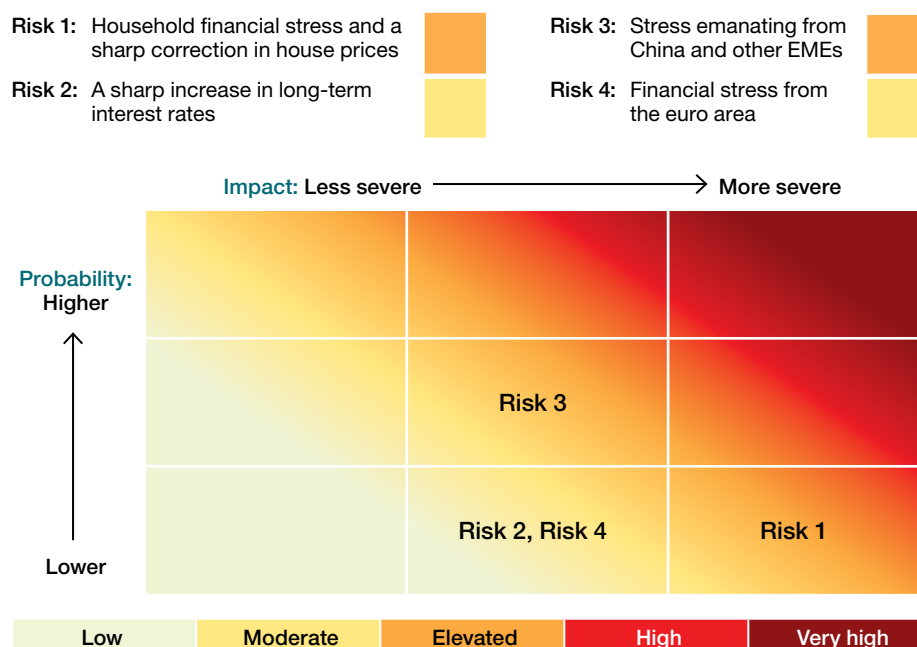 Risk 1: Household financial stress and a
sharp correction in house prices
Risk 2: A sharp increase in long-term
interest rates
Risk 3: Stress emanating from
China and other EMEs
Risk 4: Financial stress from
the euro area
Impact: Less severe More severe
Probability:
Higher
Lower
Risk 3
Risk 2, Risk 4
Risk 1
Low Moderate Elevated High Very high